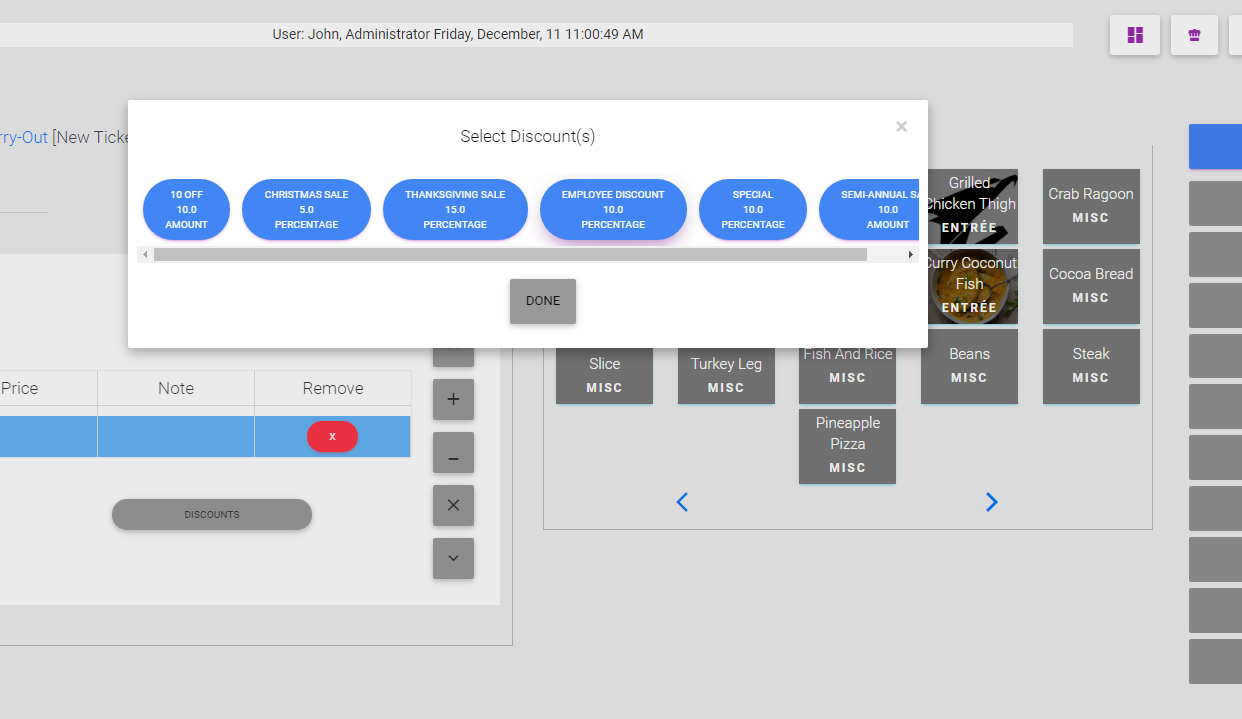 User: John, Administrator Friday, December, 11 11:00:49 AM
rry-Out [New Ticke
Select Discount(s)
×
10 OFF
10.0
AMOUNT
CHRISTMAS SALE
5.0
PERCENTAGE
THANKSGIVING SALE
15.0
PERCENTAGE
EMPLOYEE DISCOUNT
10.0
PERCENTAGE
SPECIAL
10.0
PERCENTAGE
SEMI-ANNUAL SA
10.0
AMOUNT
DONE
Grilled
Chicken Thigh
ENTRÉE
Crab Ragoon
MISC
Curry Coconut
Fish
ENTRÉE
Cocoa Bread
MISC
Slice
MISC
Turkey Leg
MISC
Fish And Rice
MISC
Beans
MISC
Steak
MISC
Pineapple
Pizza
MISC
Price
Note
Remove
X
DISCOUNTS